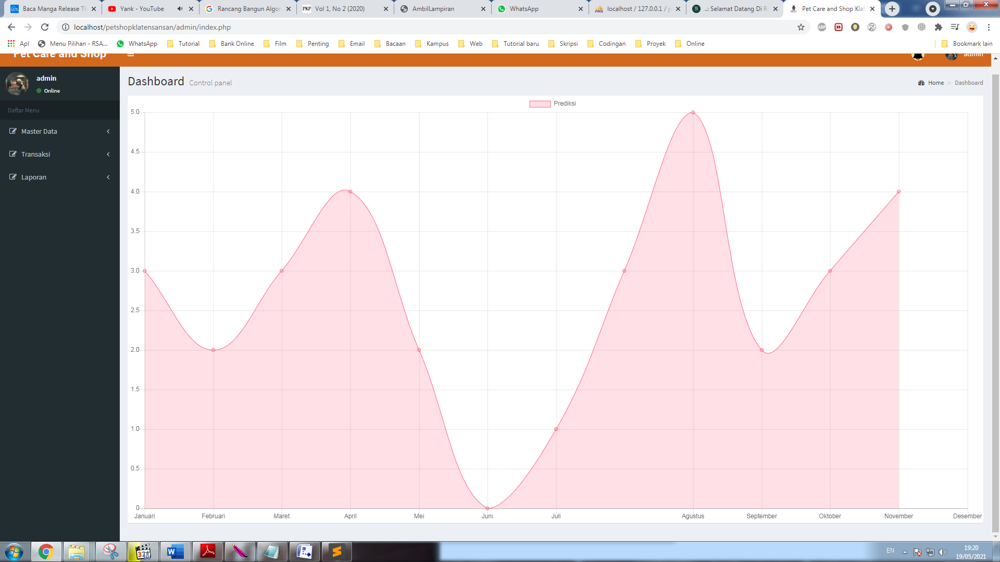 Baca Manga Release Th
Yank - YouTube
Rancang Bangun Algor
PKP Vol 1, No 2 (2020)
AmbilLampiran
WhatsApp
PMA localhost / 127.0.0.1 / p
SS ..: Selamat Datang Di R
Pet Care and Shop Klat
localhost/petshopklatensansan/admin/index.php
ABP
Apl
Menu Pilihan - RSA...
WhatsApp
Tutorial
Bank Online
Film
Penting
Email
Bacaan
Kampus
Web
Tutorial baru
Skripsi
Codingan
Proyek
Online
Bookmark lain
Pet Care and Shop
admin
admin
Online
Daftar Menu
Master Data
Transaksi
Laporan
Dashboard Control panel
Home > Dashboard
Prediksi
5.0
4.5
4.0
3.5
3.0
2.5
2.0
1.5
1.0
0.5
0
Januari
Februari
Maret
April
Mei
Juni
Juli
Agustus
September
Oktober
November
Desember
321
W
EN
19:20
19/05/2021